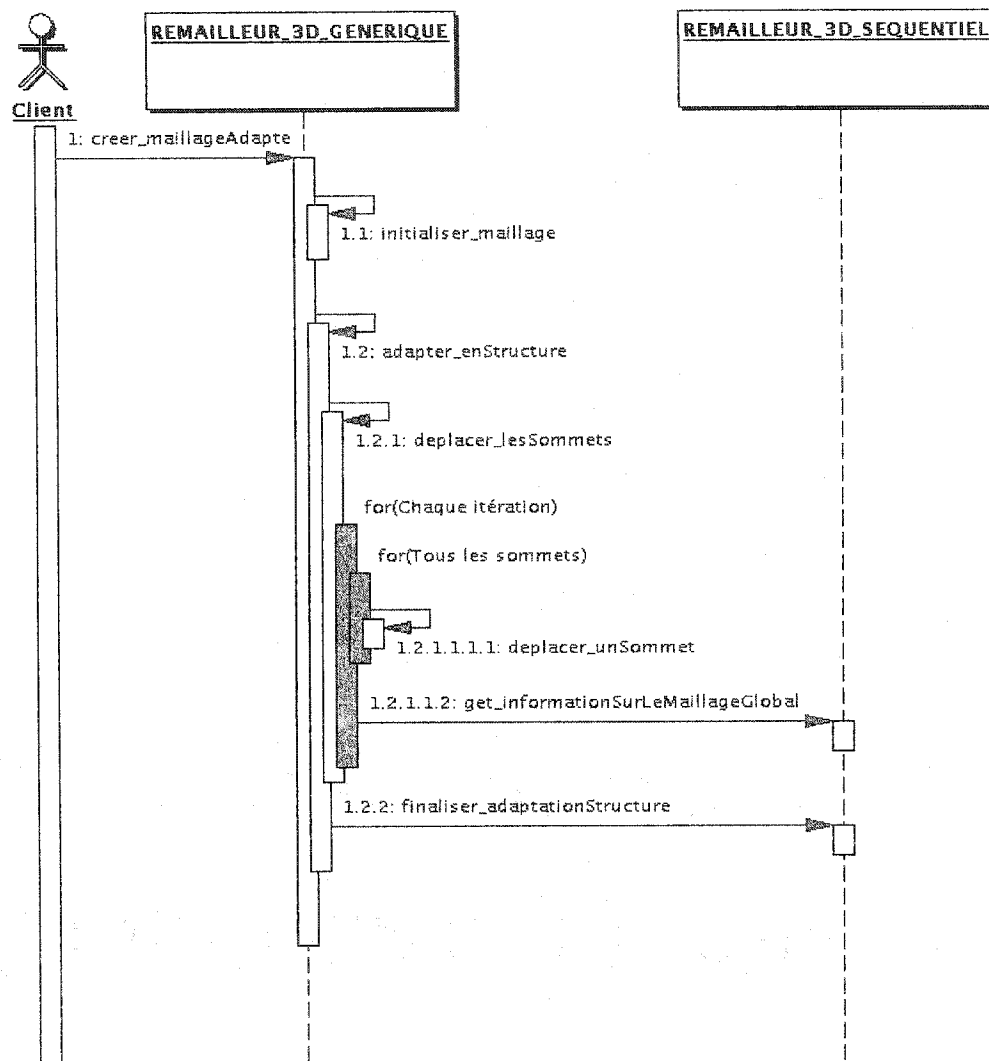 REMAILLEUR_3D_GENERIQUE
REMAILLEUR_3D_SEQUENTIEL
Client
1: creer_maillageAdapte
1.1: initialiser_maillage
1.2: adapter_enStructure
1.2.1: deplacer_lesSommets
for(Chaque itération)
for(Tous les sommets)
1.2.1.1.1.1: deplacer_unSommet
1.2.1.1.2: get_informationSurLeMaillageGlobal
1.2.2: finaliser_adaptationStructure